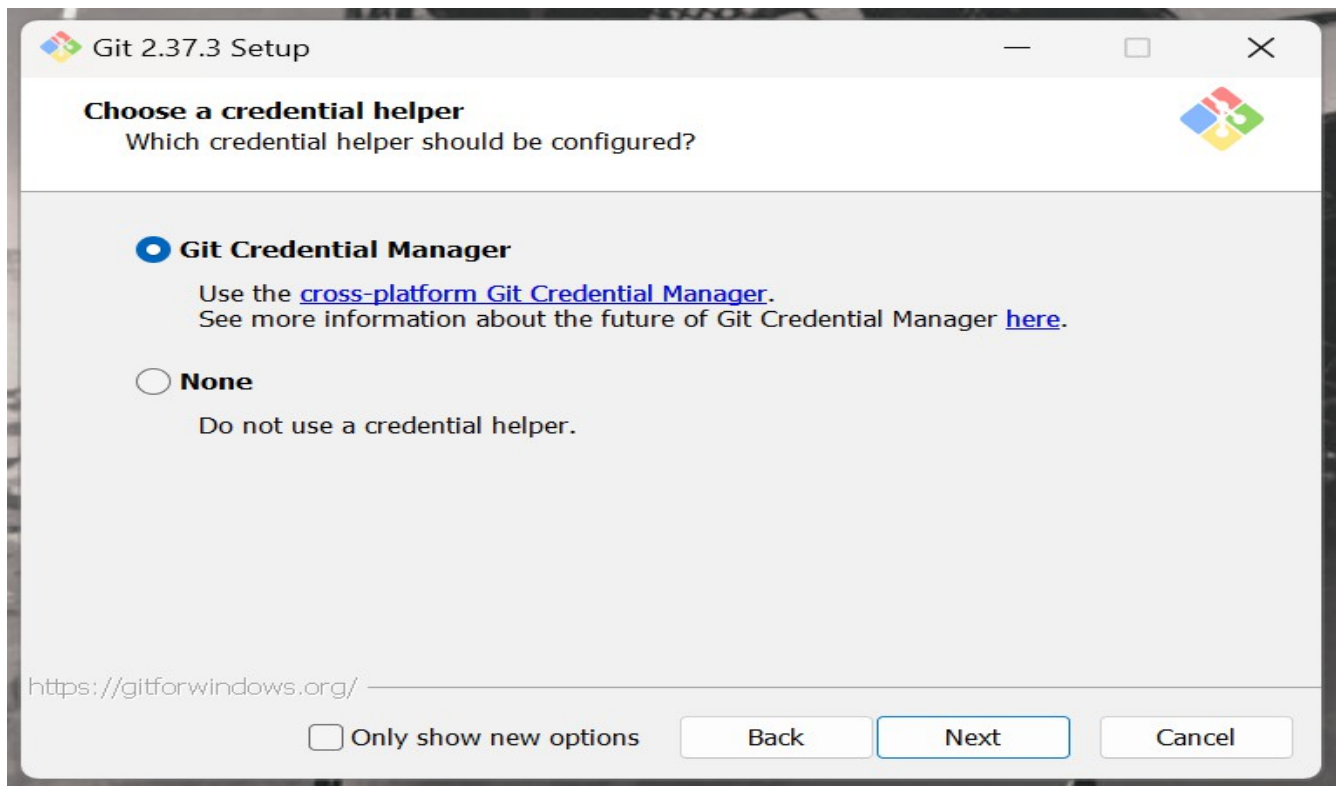 Git 2.37.3 Setup
Choose a credential helper
Which credential helper should be configured?
Git Credential Manager
Use the cross-platform Git Credential Manager.
See more information about the future of Git Credential Manager here.
None
Do not use a credential helper.
https://gitforwindows.org/
Only show new options Back Next Cancel